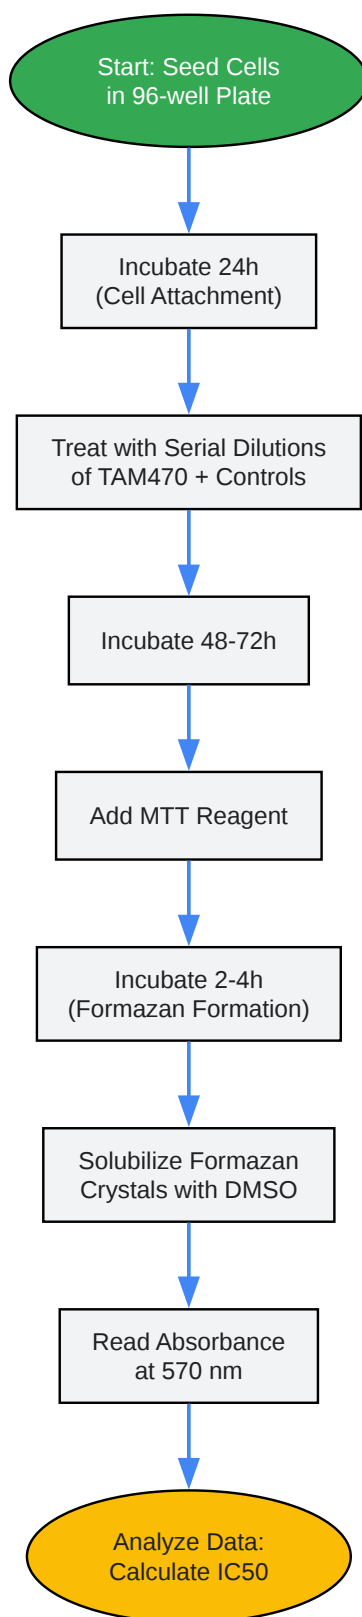 Start: Seed Cells
in 96-well Plate
Incubate 24h
(Cell Attachment)
Treat with Serial Dilutions
of TAM470 + Controls
Incubate 48-72h
Add MTT Reagent
Incubate 2-4h
(Formazan Formation)
Solubilize Formazan
Crystals with DMSO
Read Absorbance
at 570 nm
Analyze Data:
Calculate IC50